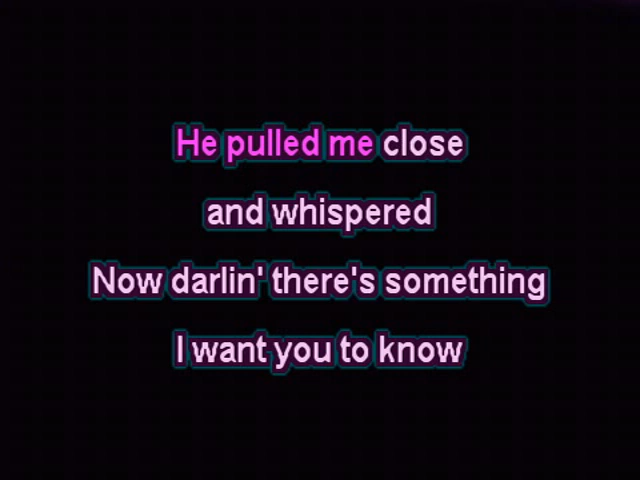 He pulled me close
and whispered
Now darlin' there's something
I want you to know